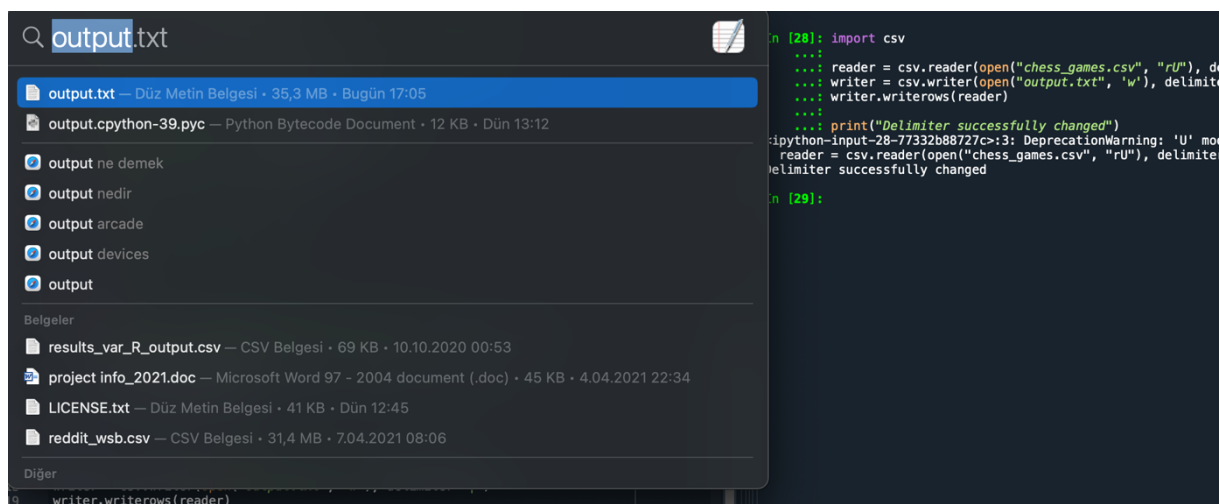 output.txt
output.txt — Düz Metin Belgesi • 35,3 MB • Bugün 17:05
output.cpython-39.pyc — Python Bytecode Document • 12 KB • Dün 13:12
output ne demek
output nedir
output arcade
output devices
output
Belgeler
results_var_R_output.csv — CSV Belgesi • 69 KB • 10.10.2020 00:53
project info_2021.doc — Microsoft Word 97 - 2004 document (.doc) • 45 KB • 4.04.2021 22:34
LICENSE.txt — Düz Metin Belgesi • 41 KB • Dün 12:45
reddit_wsb.csv — CSV Belgesi • 31,4 MB • 7.04.2021 08:06
Diğer
writer.writerows(reader)
n [28]: import csv
...:
...: reader = csv.reader(open("chess_games.csv", "rU"), de
...: writer = csv.writer(open("output.txt", 'w'), delimite
...: writer.writerows(reader)
...:
...: print("Delimiter successfully changed")
<ipython-input-28-77332b88727c>:3: DeprecationWarning: 'U' mod
reader = csv.reader(open("chess_games.csv", "rU"), delimiter
Delimiter successfully changed
n [29]: